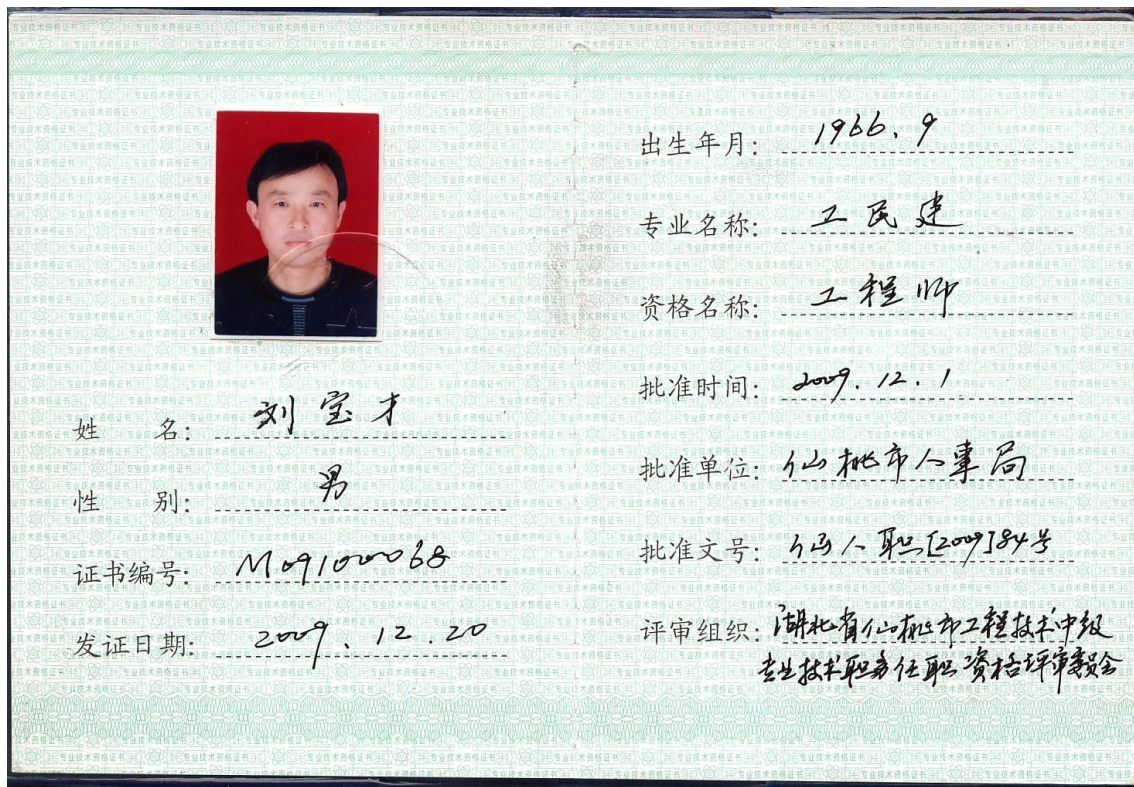 姓 名: 刘宝才
性 别: 男
证书编号: M09100068
发证日期: 2009.12.20
出生年月: 1966.9
专业名称: 工民建
资格名称: 工程师
批准时间: 2009.12.1
批准单位: 仙桃市人事局
批准文号: 仙人职[2009]84号
评审组织: 湖北省仙桃市工程技术中级
专业技术职务任职资格评审委员会